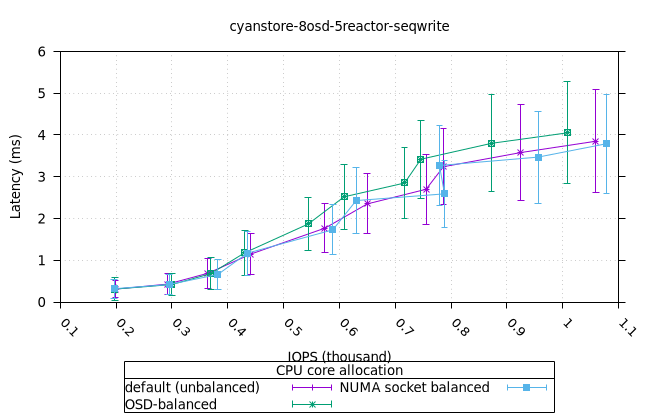 cyanstore-8osd-5reactor-seqwrite
6
5
4
3
2
1
0
Latency (ms)
0.1 0.2 0.3 0.4 0.5 0.6 0.7 0.8 0.9 1 1.1
IOPS (thousand)
CPU core allocation
default (unbalanced) NUMA socket balanced
OSD-balanced